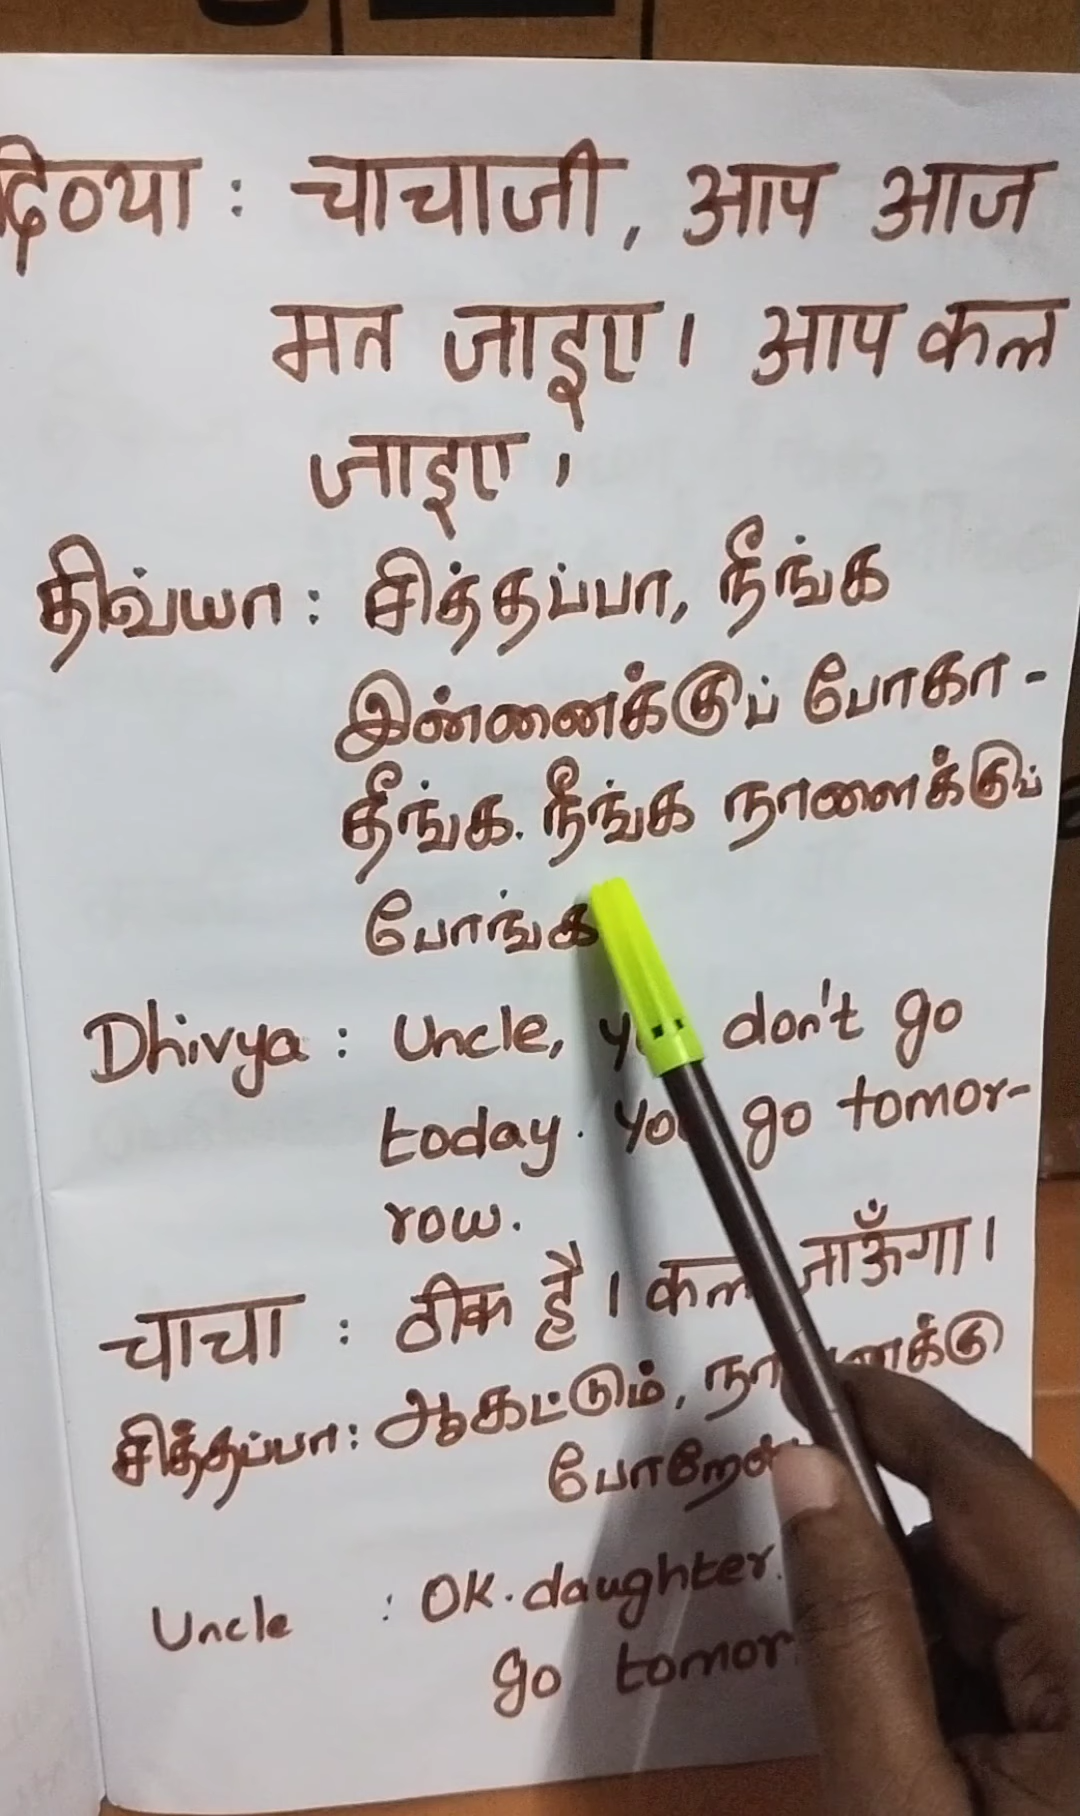 दिव्या : चाचाजी, आप आज
मत जाइए। आप कल
जाइए,
திவ்யா : சித்தப்பா, நீங்க
இன்னைக்குப் போகா-
தீங்க. நீங்க நாளைக்குப்
போங்க
Dhivya : Uncle, don't go
today. You go tomor-
row.
चाचा : ठीक है। कल जाऊँगा।
சித்தப்பா: ஆகட்டும்,
போறேன்
Uncle : OK. daughter.
go tomor